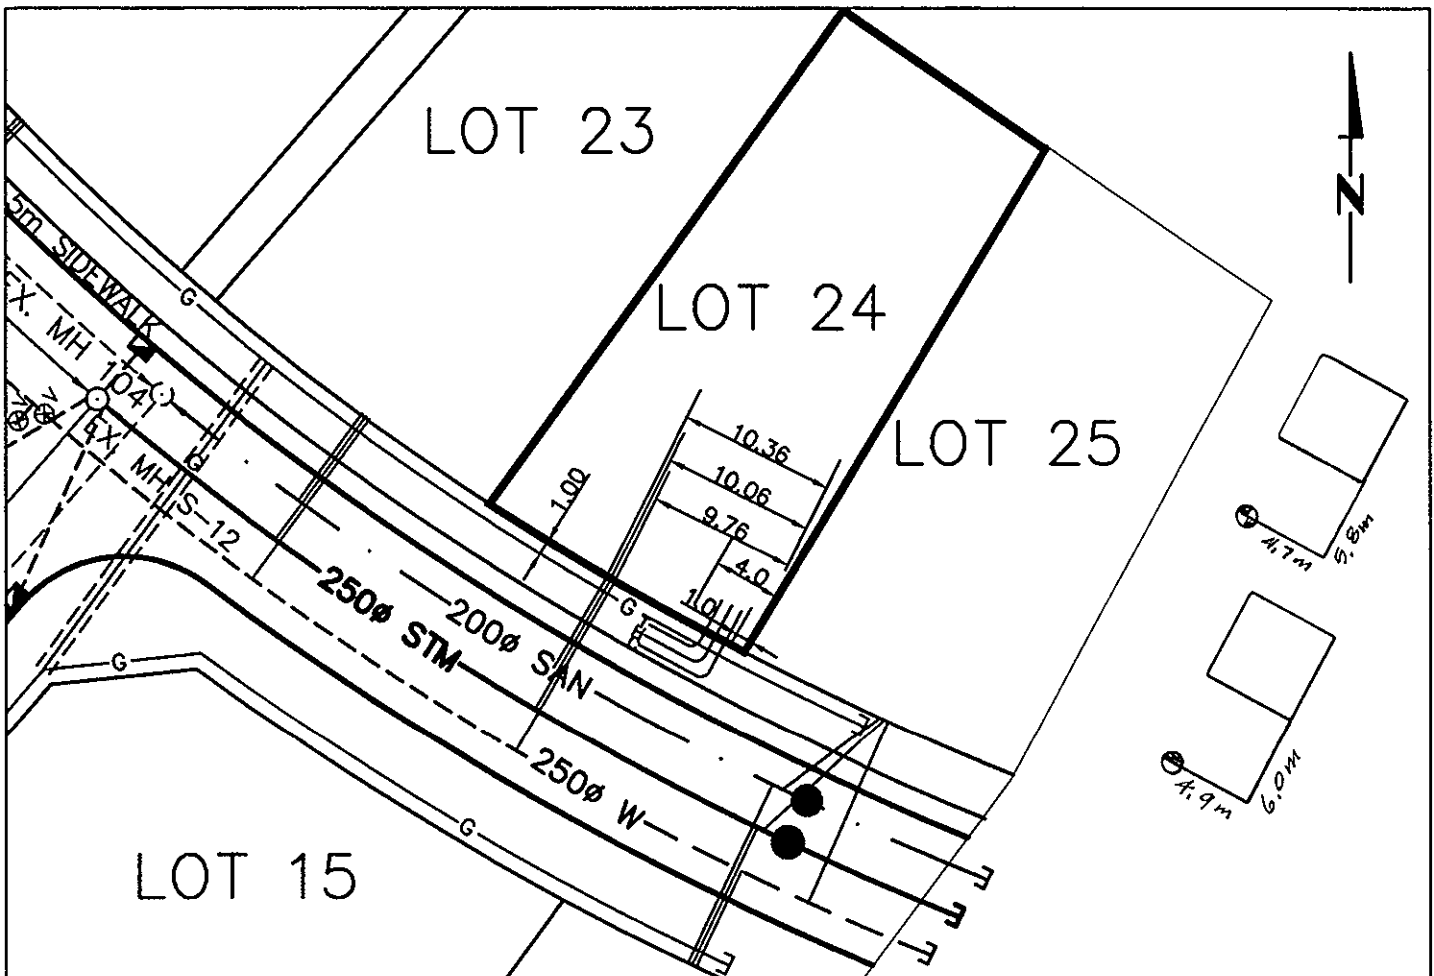 LOT 23
N
5m SIDEWALK
G
LOT 24
EX. MH 104
LOT 25
10.36
10.06
9.76
1.00
4.0
1.0
G
V
V
G
EX. MH S-12
4.7m
5.8m
250ø STM
200ø SAN
G
250ø W
4.9m
6.0m
G
LOT 15